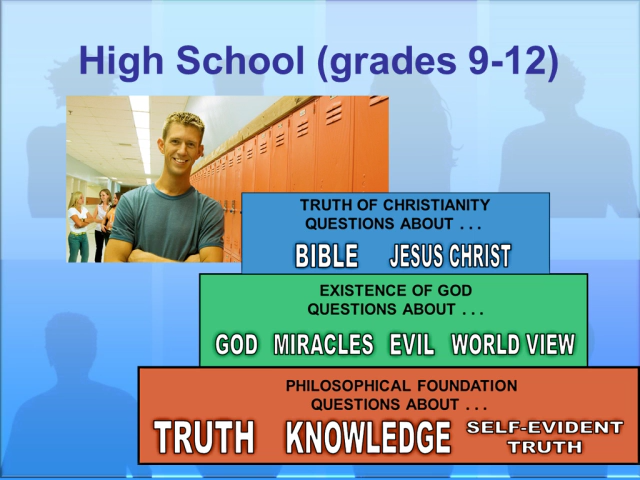 High School (grades 9-12)
TRUTH OF CHRISTIANITY
QUESTIONS ABOUT . . .
BIBLE JESUS CHRIST
EXISTENCE OF GOD
QUESTIONS ABOUT . . .
GOD MIRACLES EVIL WORLD VIEW
PHILOSOPHICAL FOUNDATION
QUESTIONS ABOUT . . .
TRUTH KNOWLEDGE SELF-EVIDENT
TRUTH